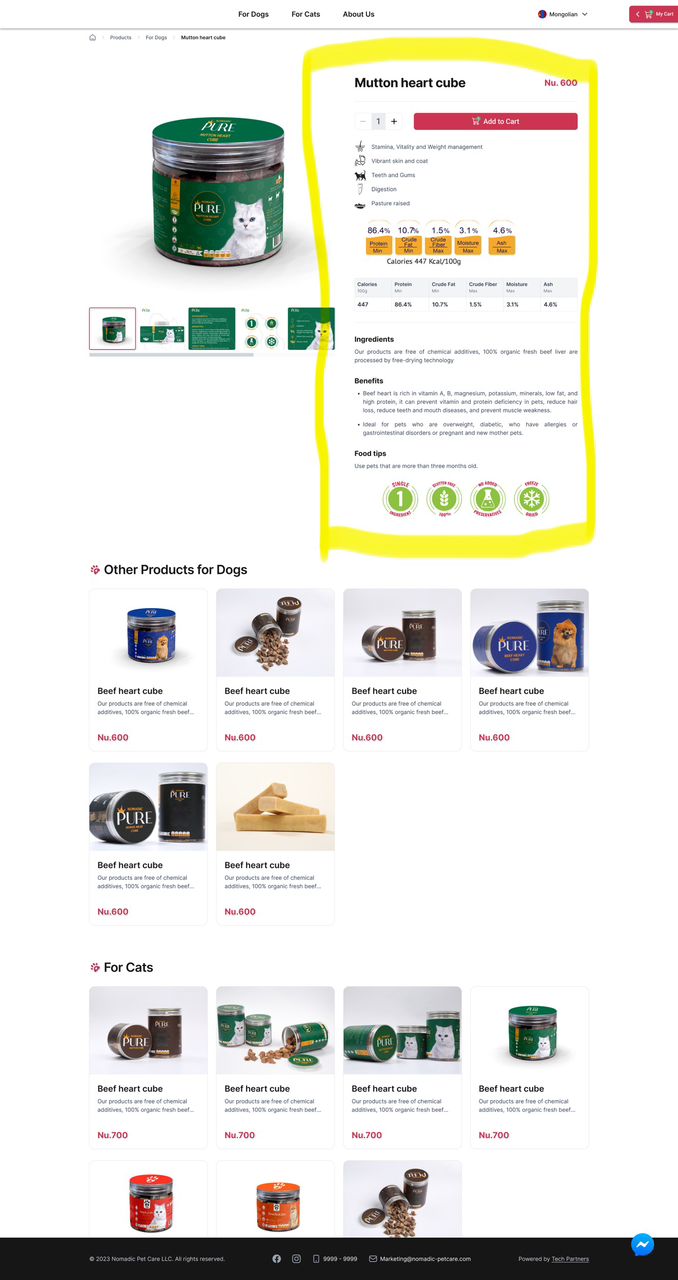 For Dogs
For Cats
About Us
Mongolian
My Cart
Products
For Dogs
Mutton heart cube
NOMADIC
PURE
MUTTON HEART
CUBE
NOMADIC
PURE
Mutton heart cube
Nu. 600
1
Add to Cart
Stamina, Vitality and Weight management
Vibrant skin and coat
Teeth and Gums
Digestion
Pasture raised
86.4% 10.7% 1.5% 3.1% 4.6%
Protein Min
Crude Fat Min
Crude Fiber Max
Moisture Max
Ash Max
Calories 447 Kcal/100g
Calories Protein Crude Fat Crude Fiber Moisture Ash
100g Min Min Max Max Max
447 86.4% 10.7% 1.5% 3.1% 4.6%
Ingredients
Our products are free of chemical additives, 100% organic fresh beef liver are
processed by free-drying technology.
Benefits
• Beef heart is rich in vitamin A, B, magnesium, potassium, minerals, low fat, and
high protein, it can prevent vitamin and protein deficiency in pets, reduce hair
loss, reduce teeth and mouth diseases, and prevent muscle weakness.
• Ideal for pets who are overweight, diabetic, who have allergies or
gastrointestinal disorders or pregnant and new mother pets.
Food tips
Use pets that are more than three months old.
SINGLE
1
INGREDIENT
GLUTTEN FREE
100%
NO ADDED
PRESERVATIVES
FREEZE
DRIED
Other Products for Dogs
NOMADIC
PURE
BEEF HEART
CUBE
Beef heart cube
Our products are free of chemical
additives, 100% organic fresh beef...
Nu.600
Beef heart cube
Our products are free of chemical
additives, 100% organic fresh beef...
Nu.600
Beef heart cube
Our products are free of chemical
additives, 100% organic fresh beef...
Nu.600
Beef heart cube
Our products are free of chemical
additives, 100% organic fresh beef...
Nu.600
NOMADIC
PURE
PURE
Beef heart cube
Our products are free of chemical
additives, 100% organic fresh beef...
Nu.600
Beef heart cube
Our products are free of chemical
additives, 100% organic fresh beef...
Nu.600
For Cats
PURE
PURE
PURE
Beef heart cube
Our products are free of chemical
additives, 100% organic fresh beef...
Nu.700
Beef heart cube
Our products are free of chemical
additives, 100% organic fresh beef...
Nu.700
Beef heart cube
Our products are free of chemical
additives, 100% organic fresh beef...
Nu.700
Beef heart cube
Our products are free of chemical
additives, 100% organic fresh beef...
Nu.700
© 2023 Nomadic Pet Care LLC. All rights reserved.
9999 - 9999
Marketing@nomadic-petcare.com
Powered by Tech Partners